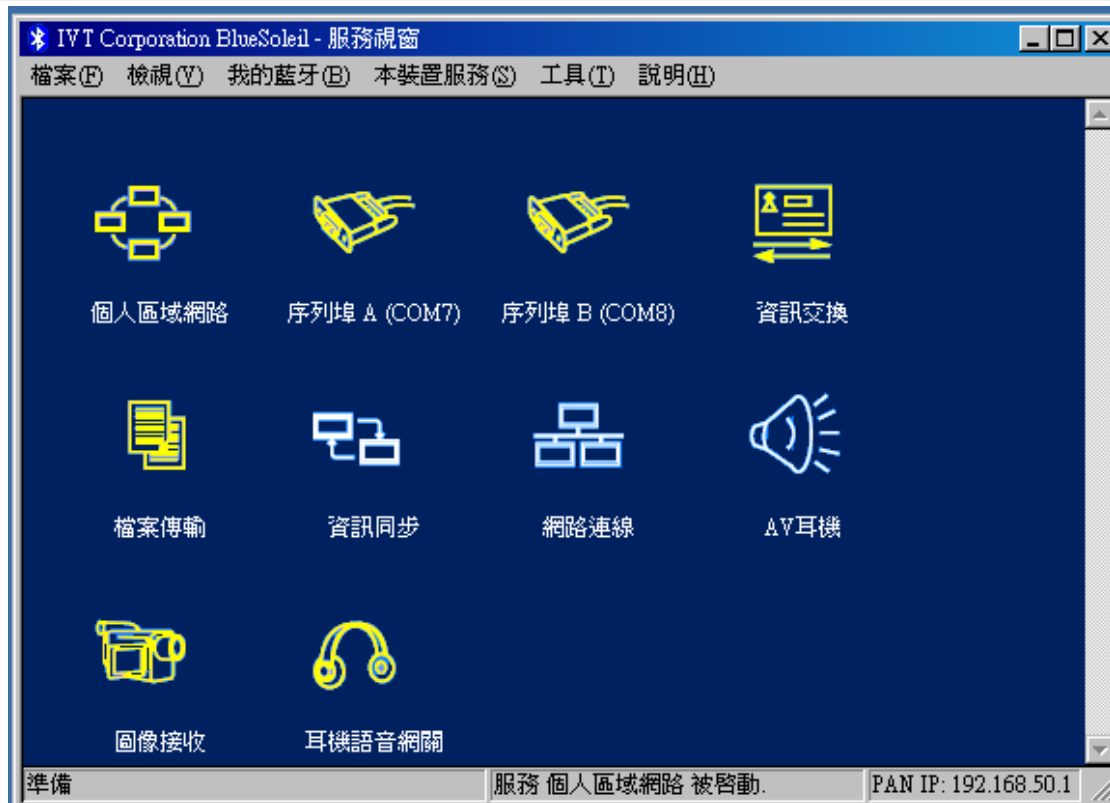 IVT Corporation BlueSoleil - 服務視窗
檔案(F) 檢視(V) 我的藍牙(B) 本裝置服務(S) 工具(T) 説明(H)
個人區域網路 序列埠 A (COM7) 序列埠 B (COM8) 資訊交換
檔案傳輸 資訊同步 網路連線 AV耳機
圖像接收 耳機語音網關
準備 服務 個人區域網路 被啓動. PAN IP: 192.168.50.1